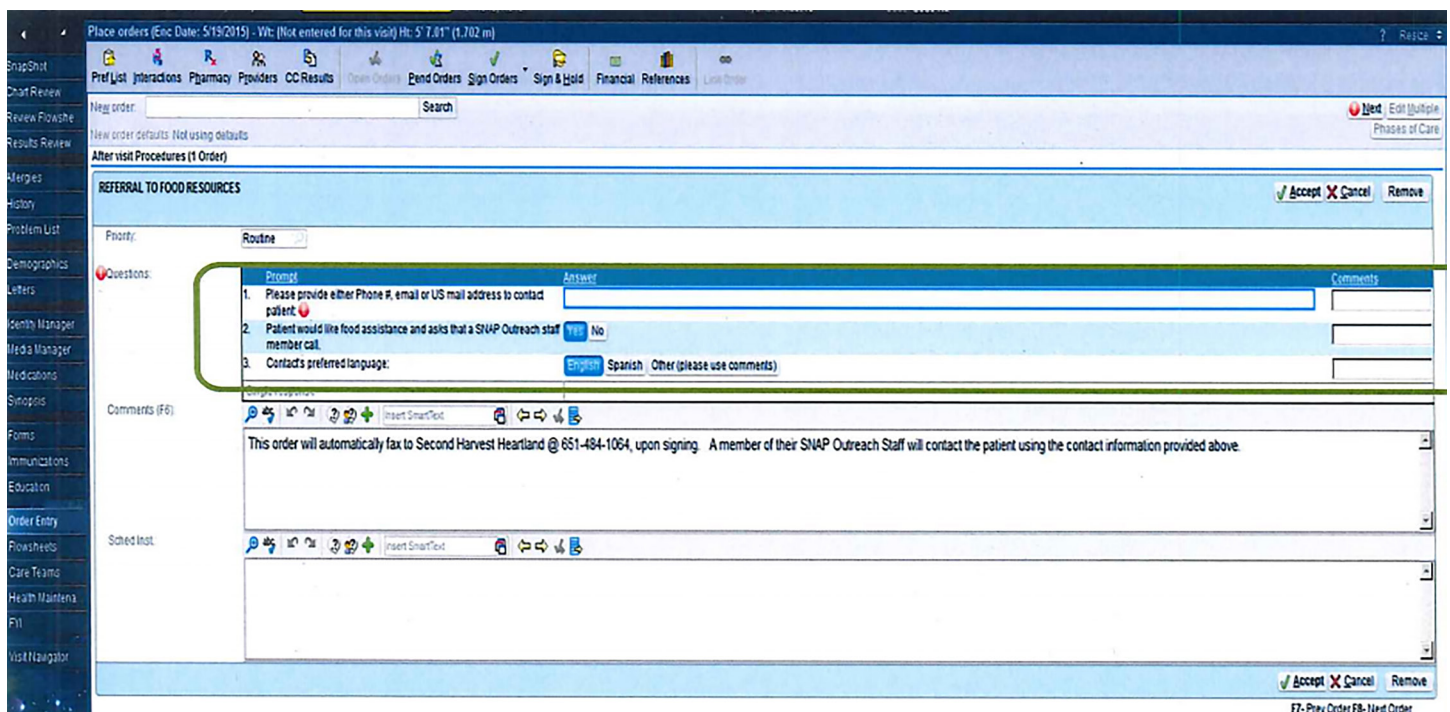 Place orders (Enc Date: 5/19/2015) - Wt: (Not entered for this visit) Ht: 5' 7.01" (1.702 m)
? Resize
SnapShot
Chart Review
Review Flowshe
Results Review
Allergies
History
Problem List
Demographics
Letters
Identity Manager
Media Manager
Medications
Synopsis
Forms
Immunizations
Education
Order Entry
Flowsheets
Care Teams
Health Maintena
FYI
Visit Navigator
Pref List Interactions Pharmacy Providers CC Results Open Orders Pend Orders Sign Orders Sign & Hold Financial References Link Order
New order: Search Next Edit Multiple
New order defaults Not using defaults Phases of Care
After visit Procedures (1 Order)
REFERRAL TO FOOD RESOURCES Accept Cancel Remove
Priority: Routine
Questions: Prompt Answer Comments
1. Please provide either Phone #, email or US mail address to contact
patient:
2. Patient would like food assistance and asks that a SNAP Outreach staff Yes No
member call.
3. Contact's preferred language: English Spanish Other (please use comments)
Comments (F6) Insert SmartText
This order will automatically fax to Second Harvest Heartland @ 651-484-1064, upon signing. A member of their SNAP Outreach Staff will contact the patient using the contact information provided above.
Sched Inst. Insert SmartText
Accept Cancel Remove
F7- Prev Order F8- Next Order